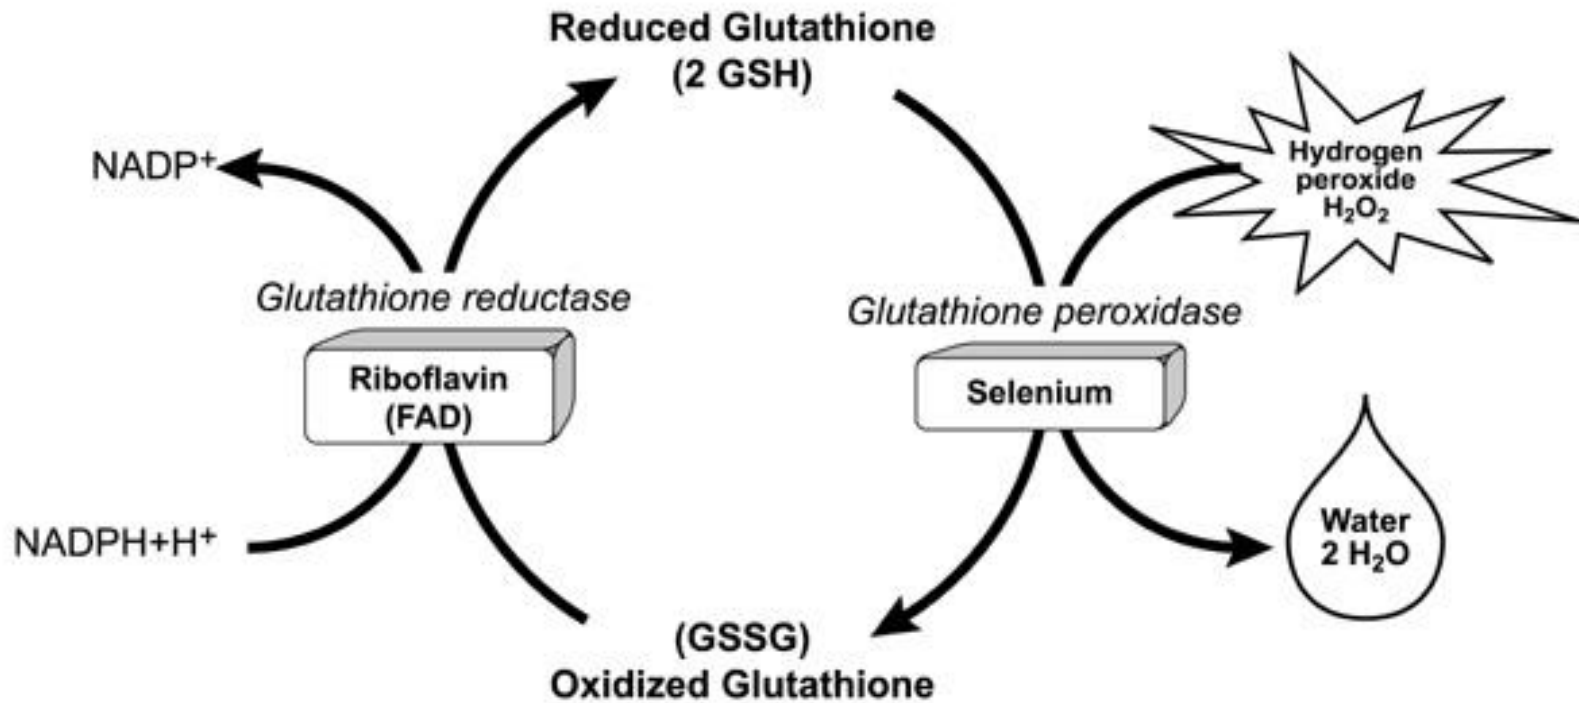 Reduced Glutathione
(2 GSH)
NADP⁺
Hydrogen
peroxide
H₂O₂
Glutathione reductase
Glutathione peroxidase
Riboflavin
(FAD)
Selenium
NADPH+H⁺
Water
2 H₂O
(GSSG)
Oxidized Glutathione